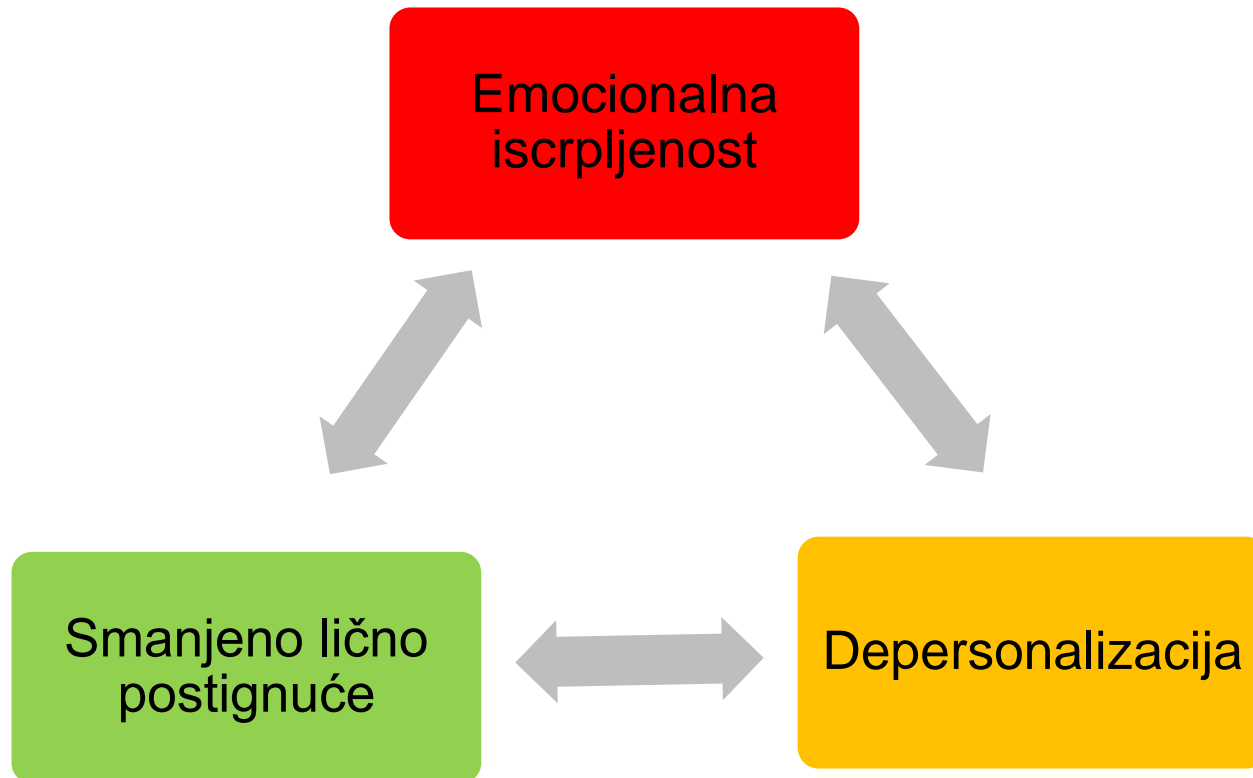 Emocionalna
iscrpljenost
Smanjeno lično
postignuće
Depersonalizacija